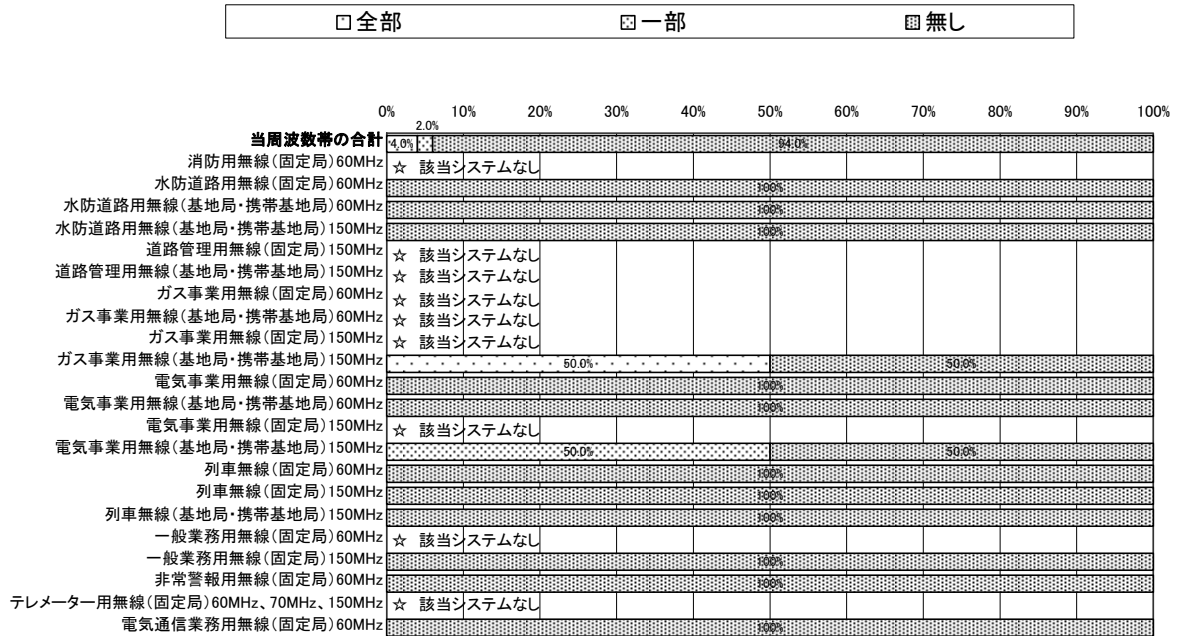 全部 一部 無し
0% 10% 20% 30% 40% 50% 60% 70% 80% 90% 100%
2.0%
当周波数帯の合計 4.0% 94.0%
消防用無線(固定局)60MHz ☆ 該当システムなし
水防道路用無線(固定局)60MHz 100%
水防道路用無線(基地局・携帯基地局)60MHz 100%
水防道路用無線(基地局・携帯基地局)150MHz 100%
道路管理用無線(固定局)150MHz ☆ 該当システムなし
道路管理用無線(基地局・携帯基地局)150MHz ☆ 該当システムなし
ガス事業用無線(固定局)60MHz ☆ 該当システムなし
ガス事業用無線(基地局・携帯基地局)60MHz ☆ 該当システムなし
ガス事業用無線(固定局)150MHz ☆ 該当システムなし
ガス事業用無線(基地局・携帯基地局)150MHz 50.0% 50.0%
電気事業用無線(固定局)60MHz 100%
電気事業用無線(基地局・携帯基地局)60MHz 100%
電気事業用無線(固定局)150MHz ☆ 該当システムなし
電気事業用無線(基地局・携帯基地局)150MHz 50.0% 50.0%
列車無線(固定局)60MHz 100%
列車無線(固定局)150MHz 100%
列車無線(基地局・携帯基地局)150MHz 100%
一般業務用無線(固定局)60MHz ☆ 該当システムなし
一般業務用無線(固定局)150MHz 100%
非常警報用無線(固定局)60MHz 100%
テレメーター用無線(固定局)60MHz、70MHz、150MHz ☆ 該当システムなし
電気通信業務用無線(固定局)60MHz 100%